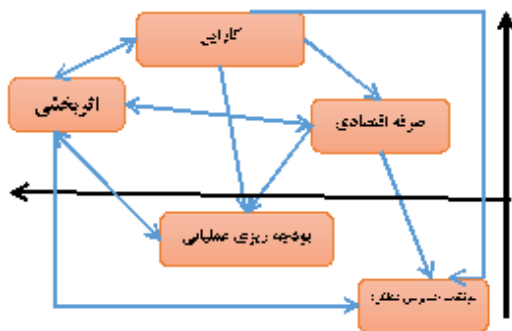 کارایی
اثربخشی
صرفه اقتصادی
بودجه ریزی عملیاتی